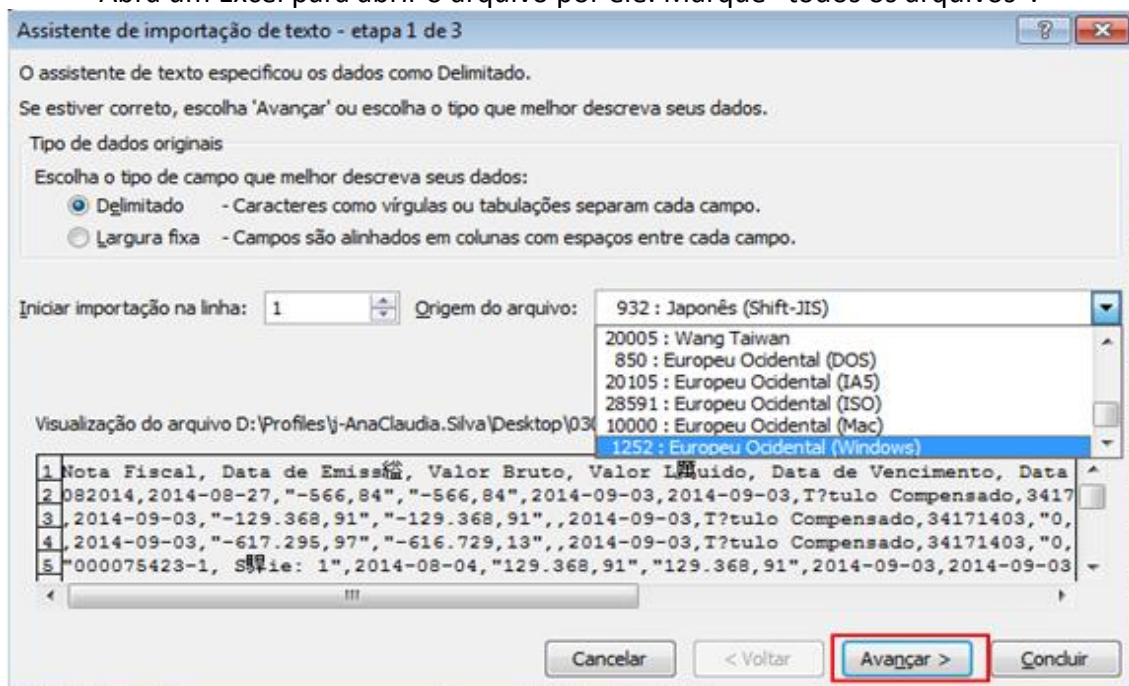 Abra um Excel para abrir o arquivo por ele. Marque "todos os arquivos".
Assistente de importação de texto - etapa 1 de 3
O assistente de texto especificou os dados como Delimitado.
Se estiver correto, escolha 'Avançar' ou escolha o tipo que melhor descreva seus dados.
Tipo de dados originais
Escolha o tipo de campo que melhor descreva seus dados:
Delimitado - Caracteres como vírgulas ou tabulações separam cada campo.
Largura fixa - Campos são alinhados em colunas com espaços entre cada campo.
Iniciar importação na linha: 1 Origem do arquivo: 932 : Japonês (Shift-JIS)
20005 : Wang Taiwan
850 : Europeu Ocidental (DOS)
20105 : Europeu Ocidental (IA5)
28591 : Europeu Ocidental (ISO)
10000 : Europeu Ocidental (Mac)
1252 : Europeu Ocidental (Windows)
Visualização do arquivo D:\Profiles\j-AnaClaudia.Silva\Desktop\030
1 Nota Fiscal, Data de Emiss, Valor Bruto, Valor L uido, Data de Vencimento, Data
2 082014,2014-08-27,"-566,84","-566,84",2014-09-03,2014-09-03,T?tulo Compensado,3417
3 ,2014-09-03,"-129.368,91","-129.368,91",,2014-09-03,T?tulo Compensado,34171403,"0,
4 ,2014-09-03,"-617.295,97","-616.729,13",,2014-09-03,T?tulo Compensado,34171403,"0,
5 "000075423-1, S ie: 1",2014-08-04,"129.368,91","129.368,91",2014-09-03,2014-09-03
Cancelar < Voltar Avançar > Concluir